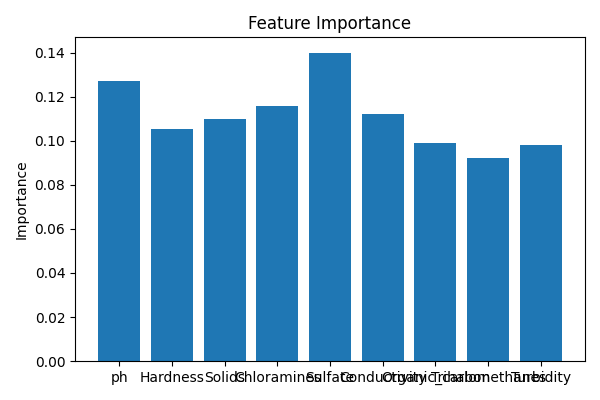 Feature Importance
Importance
0.14
0.12
0.10
0.08
0.06
0.04
0.02
0.00
ph Hardness Solids Chloramines Sulfate Conductivity Organic_carbon Trihalomethanes Turbidity